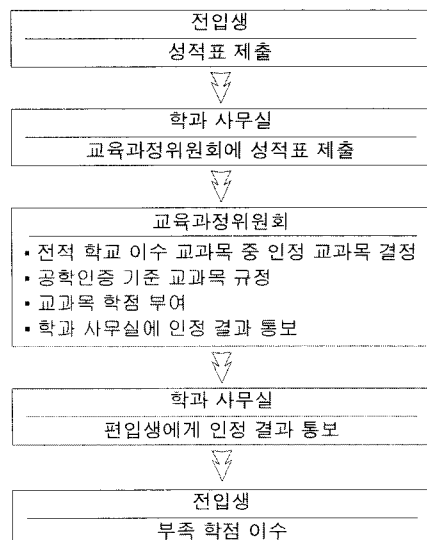 전입생
성적표 제출
학과 사무실
교육과정위원회에 성적표 제출
교육과정위원회
▪ 전적 학교 이수 교과목 중 인정 교과목 결정
▪ 공학인증 기준 교과목 규정
▪ 교과목 학점 부여
▪ 학과 사무실에 인정 결과 통보
학과 사무실
편입생에게 인정 결과 통보
전입생
부족 학점 이수